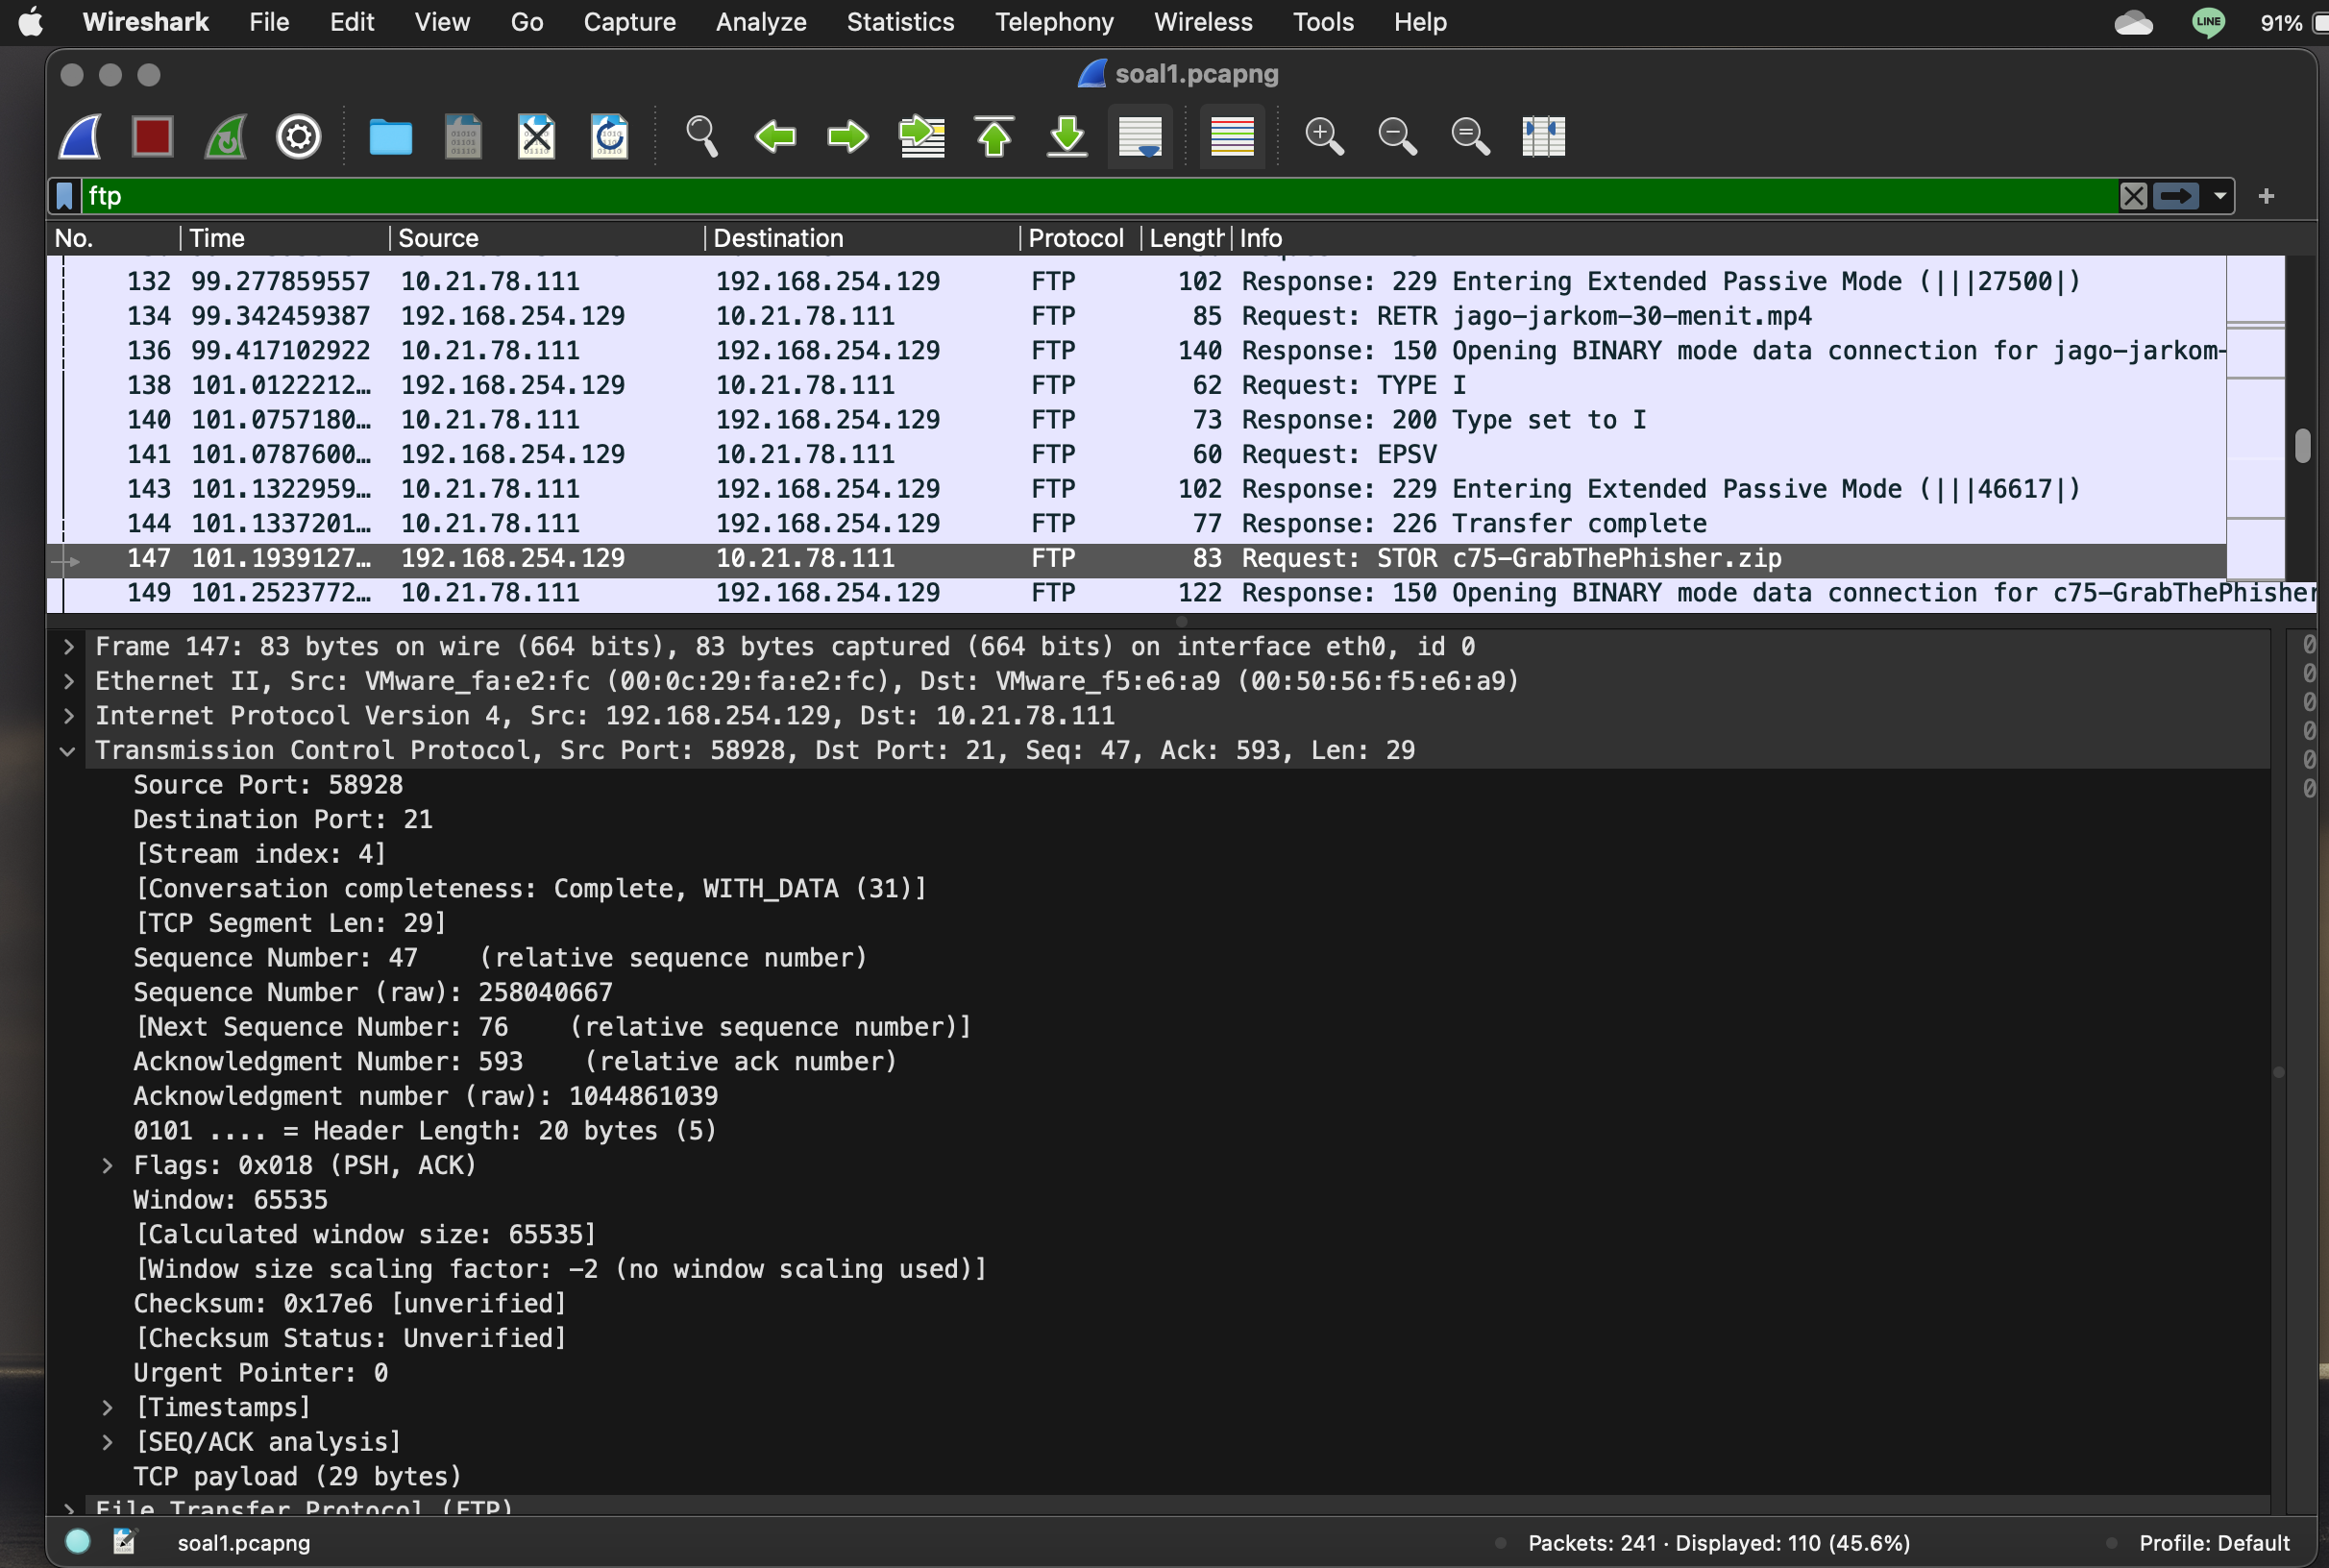 Wireshark File Edit View Go Capture Analyze Statistics Telephony Wireless Tools Help LINE 91%
soal1.pcapng
ftp
No. Time Source Destination Protocol Length Info
132 99.277859557 10.21.78.111 192.168.254.129 FTP 102 Response: 229 Entering Extended Passive Mode (|||27500|)
134 99.342459387 192.168.254.129 10.21.78.111 FTP 85 Request: RETR jago-jarkom-30-menit.mp4
136 99.417102922 10.21.78.111 192.168.254.129 FTP 140 Response: 150 Opening BINARY mode data connection for jago-jarkom-
138 101.0122212… 192.168.254.129 10.21.78.111 FTP 62 Request: TYPE I
140 101.0757180… 10.21.78.111 192.168.254.129 FTP 73 Response: 200 Type set to I
141 101.0787600… 192.168.254.129 10.21.78.111 FTP 60 Request: EPSV
143 101.1322959… 10.21.78.111 192.168.254.129 FTP 102 Response: 229 Entering Extended Passive Mode (|||46617|)
144 101.1337201… 10.21.78.111 192.168.254.129 FTP 77 Response: 226 Transfer complete
147 101.1939127… 192.168.254.129 10.21.78.111 FTP 83 Request: STOR c75-GrabThePhisher.zip
149 101.2523772… 10.21.78.111 192.168.254.129 FTP 122 Response: 150 Opening BINARY mode data connection for c75-GrabThePhisher
Frame 147: 83 bytes on wire (664 bits), 83 bytes captured (664 bits) on interface eth0, id 0
Ethernet II, Src: VMware_fa:e2:fc (00:0c:29:fa:e2:fc), Dst: VMware_f5:e6:a9 (00:50:56:f5:e6:a9)
Internet Protocol Version 4, Src: 192.168.254.129, Dst: 10.21.78.111
Transmission Control Protocol, Src Port: 58928, Dst Port: 21, Seq: 47, Ack: 593, Len: 29
Source Port: 58928
Destination Port: 21
[Stream index: 4]
[Conversation completeness: Complete, WITH_DATA (31)]
[TCP Segment Len: 29]
Sequence Number: 47 (relative sequence number)
Sequence Number (raw): 258040667
[Next Sequence Number: 76 (relative sequence number)]
Acknowledgment Number: 593 (relative ack number)
Acknowledgment number (raw): 1044861039
0101 .... = Header Length: 20 bytes (5)
Flags: 0x018 (PSH, ACK)
Window: 65535
[Calculated window size: 65535]
[Window size scaling factor: -2 (no window scaling used)]
Checksum: 0x17e6 [unverified]
[Checksum Status: Unverified]
Urgent Pointer: 0
[Timestamps]
[SEQ/ACK analysis]
TCP payload (29 bytes)
File Transfer Protocol (FTP)
0
0
0
0
0
0
soal1.pcapng Packets: 241 · Displayed: 110 (45.6%) Profile: Default